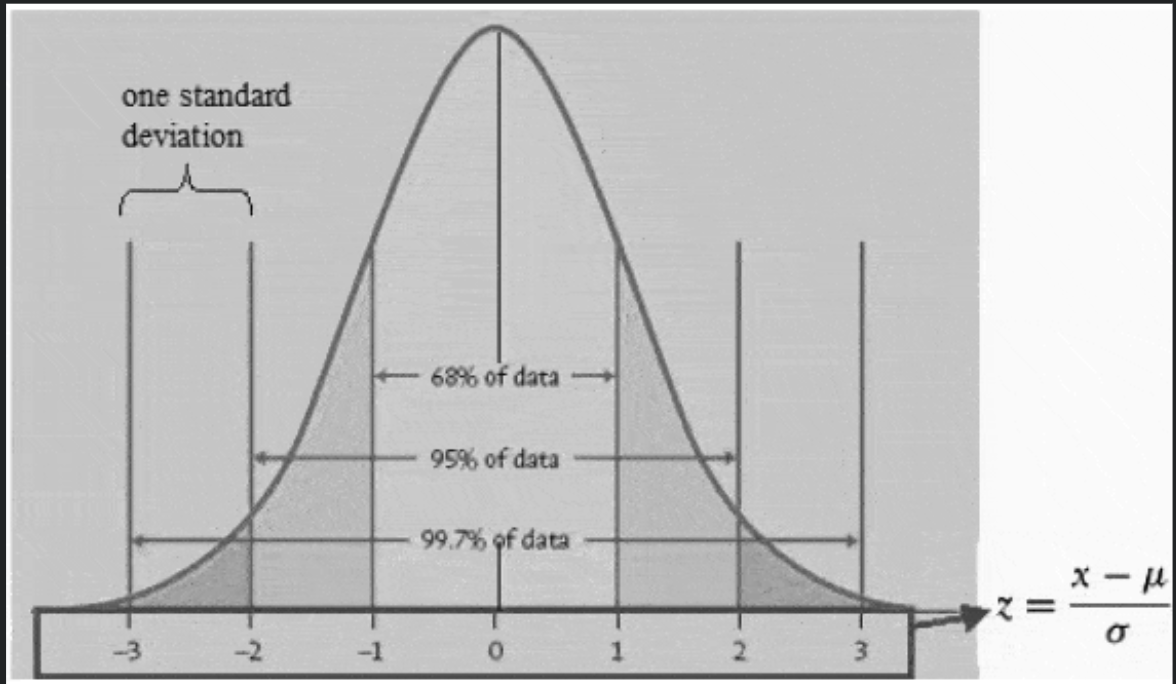 one standard
deviation
68% of data
95% of data
99.7% of data
-3 -2 -1 0 1 2 3
z = x − μ / σ